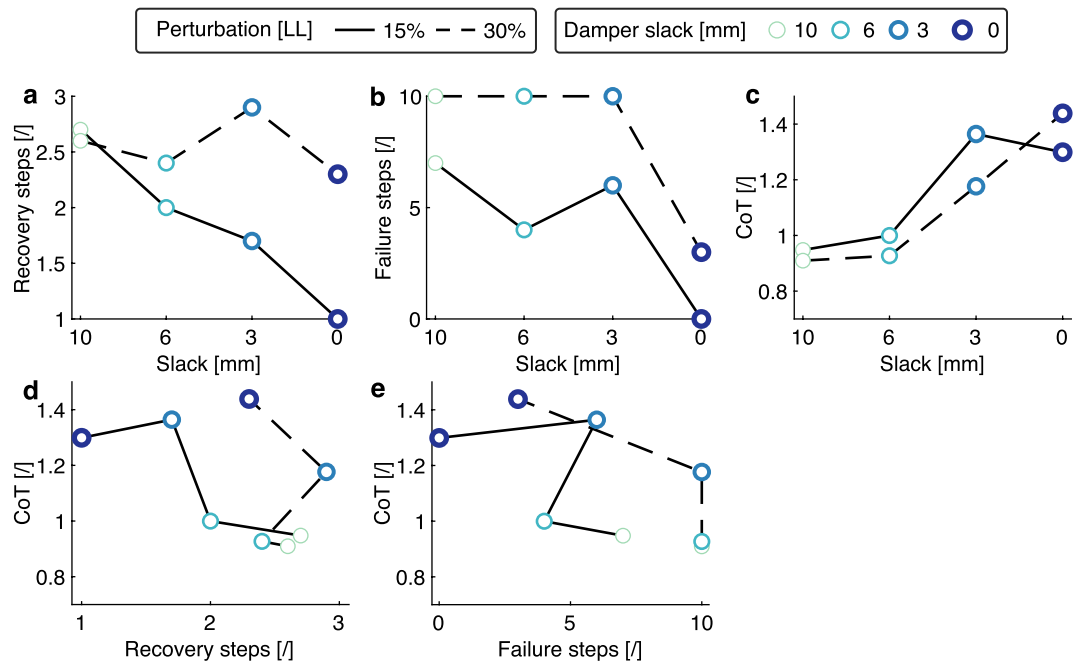 Perturbation [LL] 15% 30%
Damper slack [mm] 10 6 3 0
a
3
2.5
2
1.5
1
Recovery steps [/]
10 6 3 0
Slack [mm]
b
10
5
0
Failure steps [/]
10 6 3 0
Slack [mm]
c
1.4
1.2
1
0.8
CoT [/]
10 6 3 0
Slack [mm]
d
1.4
1.2
1
0.8
CoT [/]
1 2 3
Recovery steps [/]
e
1.4
1.2
1
0.8
CoT [/]
0 5 10
Failure steps [/]